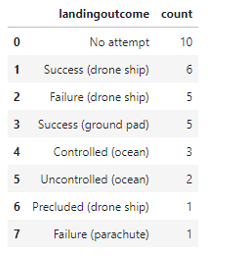 landingoutcome count
0 No attempt 10
1 Success (drone ship) 6
2 Failure (drone ship) 5
3 Success (ground pad) 5
4 Controlled (ocean) 3
5 Uncontrolled (ocean) 2
6 Precluded (drone ship) 1
7 Failure (parachute) 1